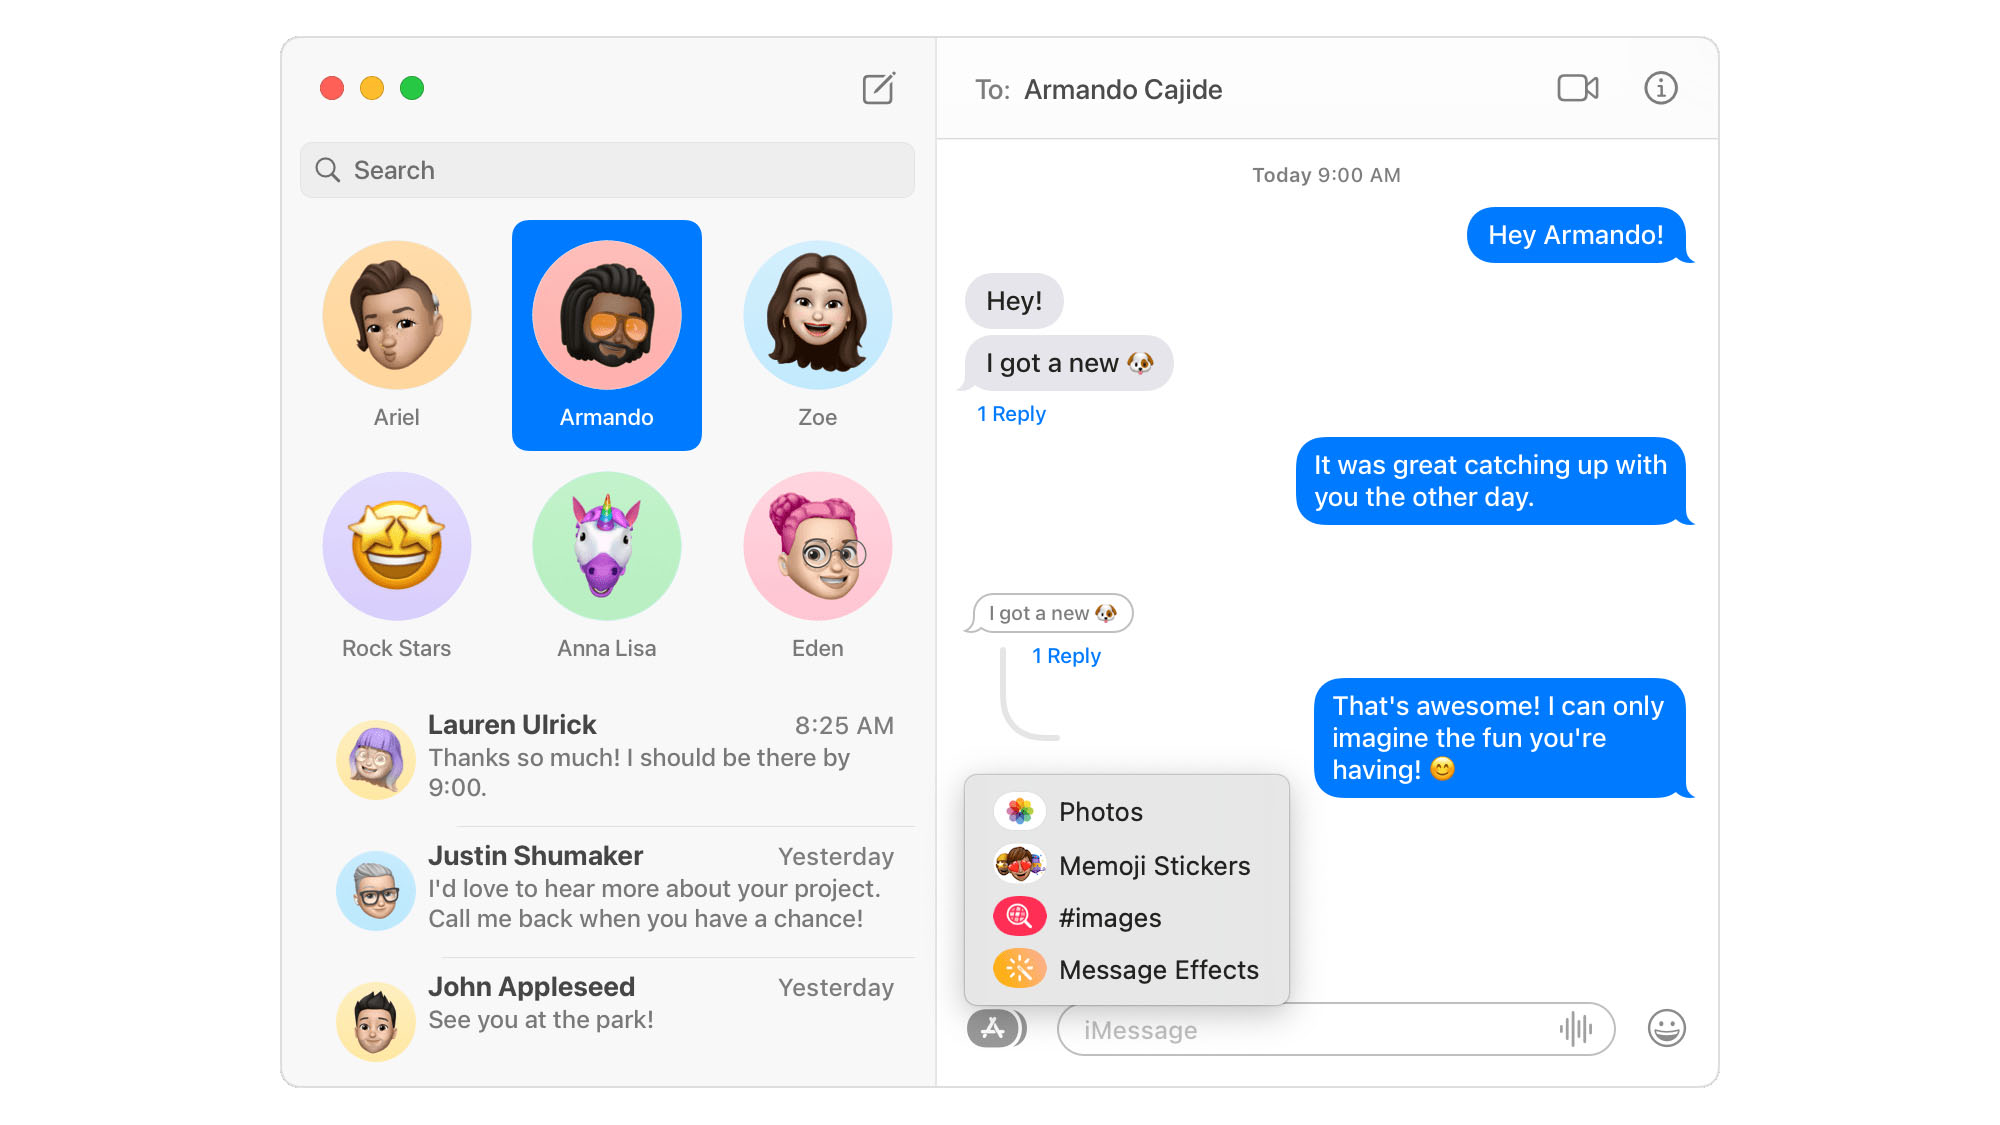 Search
Ariel
Armando
Zoe
Rock Stars
Anna Lisa
Eden
Lauren Ulrick 8:25 AM
Thanks so much! I should be there by
9:00.
Justin Shumaker Yesterday
I'd love to hear more about your project.
Call me back when you have a chance!
John Appleseed Yesterday
See you at the park!
To: Armando Cajide
Today 9:00 AM
Hey Armando!
Hey!
I got a new 🐶
1 Reply
It was great catching up with
you the other day.
I got a new 🐶
1 Reply
That's awesome! I can only
imagine the fun you're
having! 😊
Photos
Memoji Stickers
#images
Message Effects
iMessage